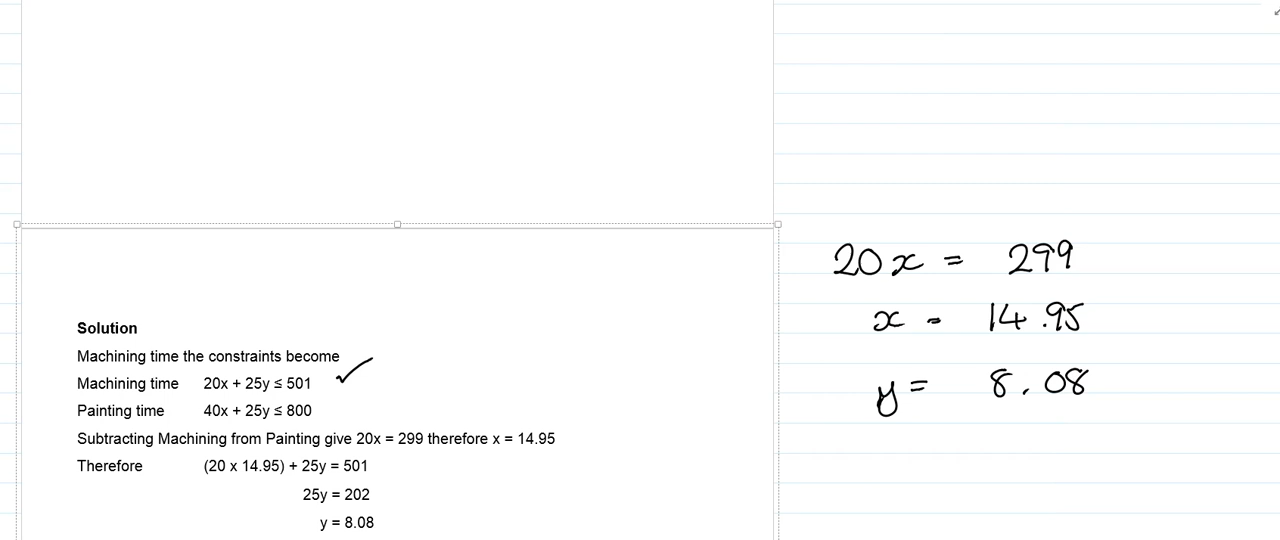 Solution
Machining time the constraints become
Machining time 20x + 25y ≤ 501
Painting time 40x + 25y ≤ 800
Subtracting Machining from Painting give 20x = 299 therefore x = 14.95
Therefore (20 x 14.95) + 25y = 501
25y = 202
y = 8.08
20x = 299
x = 14.95
y = 8.08